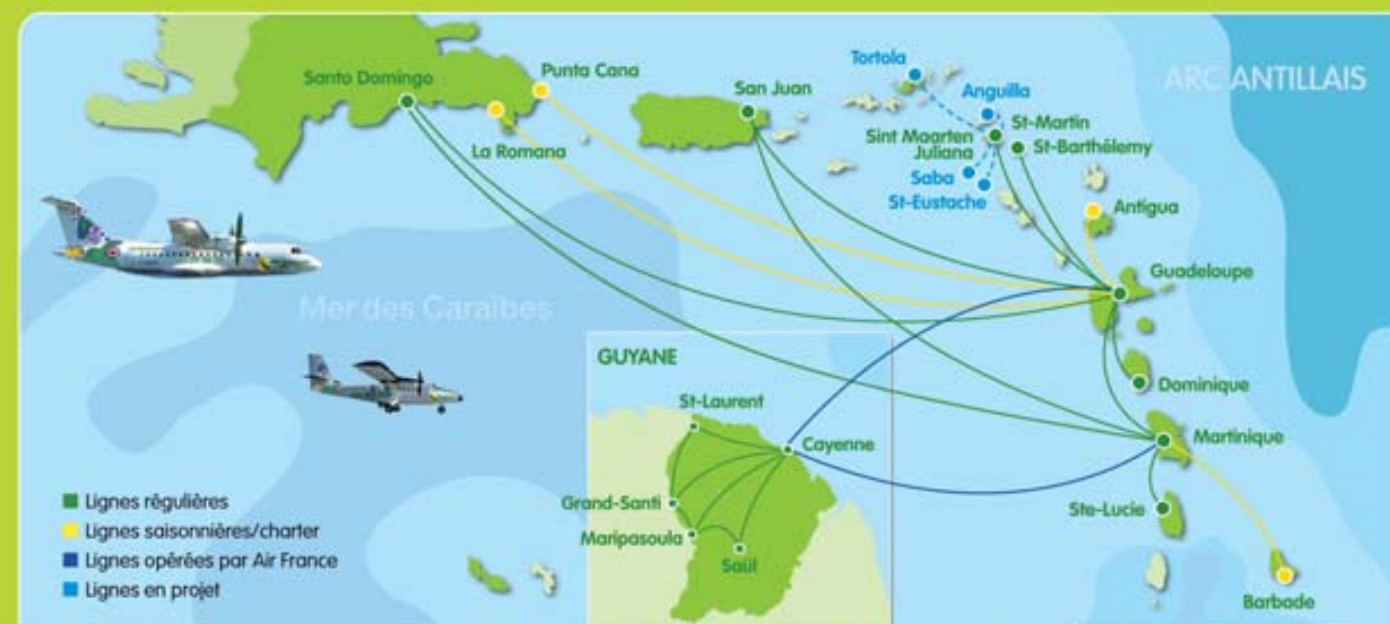 ARC ANTILLAIS
Tortola
Punta Cana
Santo Domingo
San Juan
Anguilla
St-Martin
Sint Maarten
Juliana
St-Barthélemy
La Romana
Saba
St-Eustache
Antigua
Guadeloupe
Mer des Caraïbes
GUYANE
Dominique
St-Laurent
Cayenne
Martinique
Grand-Santi
Ste-Lucie
Maripasoula
Saül
Barbade
Lignes régulières
Lignes saisonnières/charter
Lignes opérées par Air France
Lignes en projet